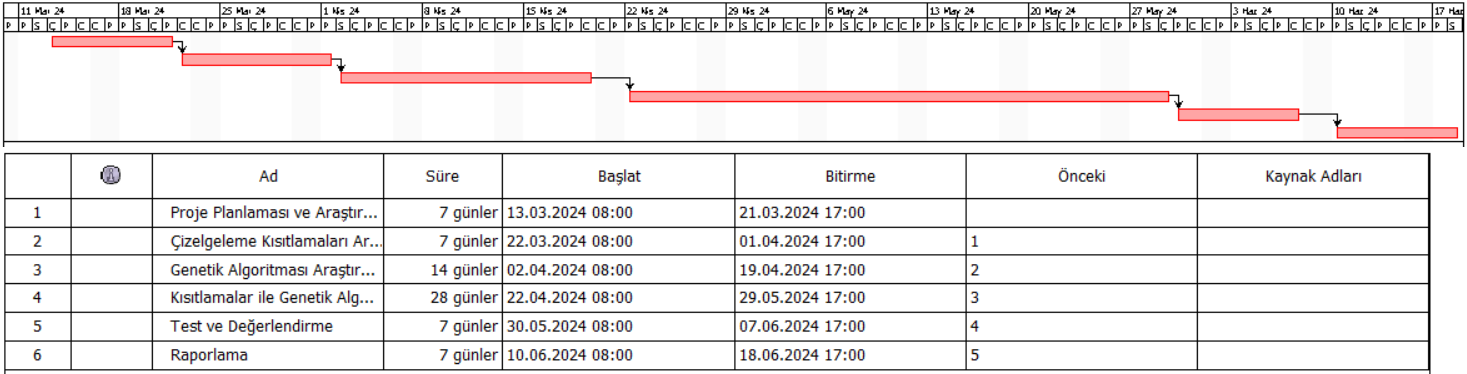 11 Mar 24 18 Mar 24 25 Mar 24 1 Nis 24 8 Nis 24 15 Nis 24 22 Nis 24 29 Nis 24 6 May 24 13 May 24 20 May 24 27 May 24 3 Haz 24 10 Haz 24 17 Haz
P P S Ç P C C P P S Ç P C C P P S Ç P C C P P S Ç P C C P P S Ç P C C P P S Ç P C C P P S Ç P C C P P S Ç P C C P P S Ç P C C P P S Ç P C C P P S Ç P C C P P S Ç P C C P P S Ç P C C P P S Ç P C C P P S
Ad Süre Başlat Bitirme Önceki Kaynak Adları
1 Proje Planlaması ve Araştır... 7 günler 13.03.2024 08:00 21.03.2024 17:00
2 Çizelgeleme Kısıtlamaları Ar... 7 günler 22.03.2024 08:00 01.04.2024 17:00 1
3 Genetik Algoritması Araştır... 14 günler 02.04.2024 08:00 19.04.2024 17:00 2
4 Kısıtlamalar ile Genetik Alg... 28 günler 22.04.2024 08:00 29.05.2024 17:00 3
5 Test ve Değerlendirme 7 günler 30.05.2024 08:00 07.06.2024 17:00 4
6 Raporlama 7 günler 10.06.2024 08:00 18.06.2024 17:00 5